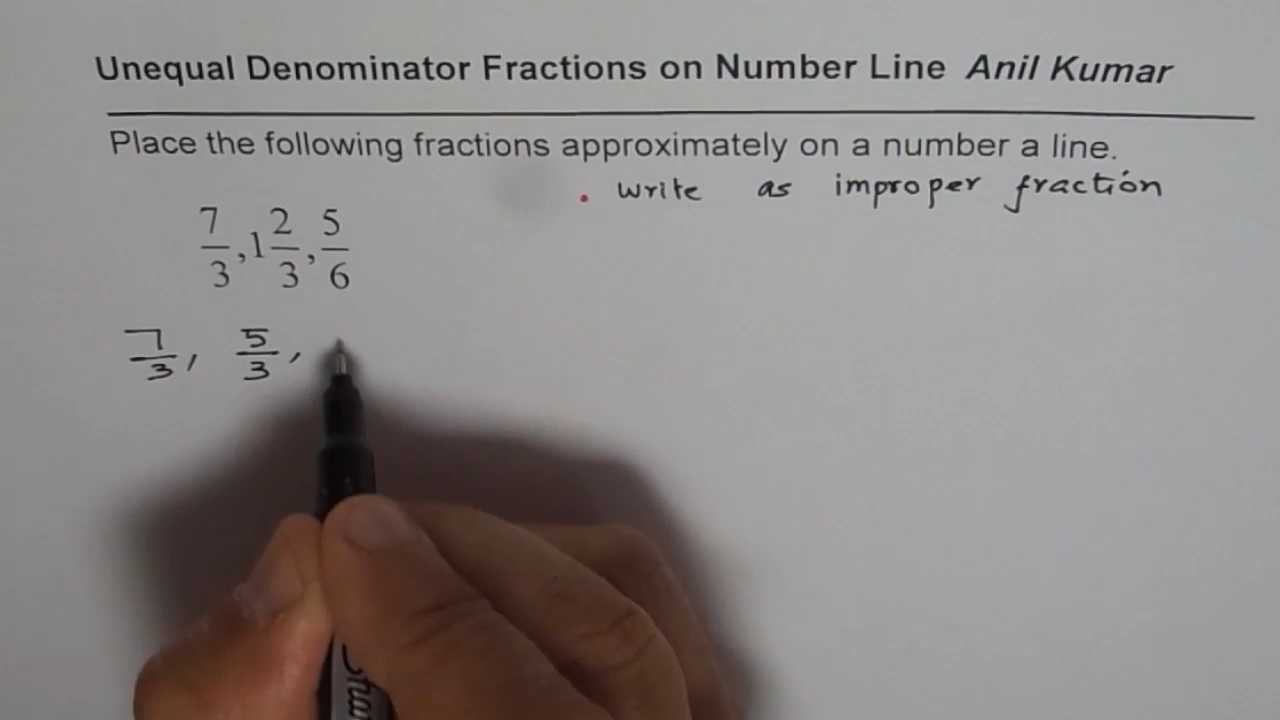 Unequal Denominator Fractions on Number Line Anil Kumar
Place the following fractions approximately on a number a line.
. write as improper fraction
7/3, 1 2/3, 5/6
7/3, 5/3,
Sha